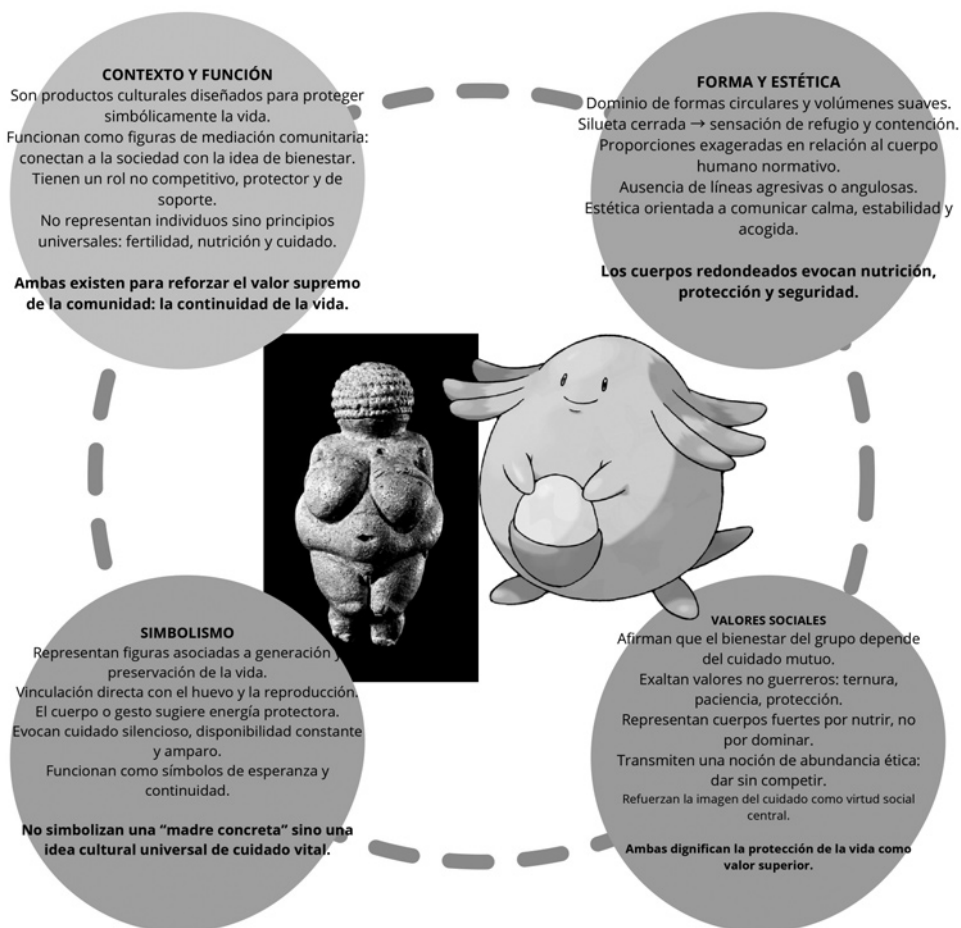 CONTEXTO Y FUNCIÓN
Son productos culturales diseñados para proteger
simbólicamente la vida.
Funcionan como figuras de mediación comunitaria:
conectan a la sociedad con la idea de bienestar.
Tienen un rol no competitivo, protector y de
soporte.
No representan individuos sino principios
universales: fertilidad, nutrición y cuidado.
Ambas existen para reforzar el valor supremo
de la comunidad: la continuidad de la vida.
FORMA Y ESTÉTICA
Dominio de formas circulares y volúmenes suaves.
Silueta cerrada → sensación de refugio y contención.
Proporciones exageradas en relación al cuerpo
humano normativo.
Ausencia de líneas agresivas o angulosas.
Estética orientada a comunicar calma, estabilidad y
acogida.
Los cuerpos redondeados evocan nutrición,
protección y seguridad.
SIMBOLISMO
Representan figuras asociadas a generación y
preservación de la vida.
Vinculación directa con el huevo y la reproducción.
El cuerpo o gesto sugiere energía protectora.
Evocan cuidado silencioso, disponibilidad constante
y amparo.
Funcionan como símbolos de esperanza y
continuidad.
No simbolizan una “madre concreta” sino una
idea cultural universal de cuidado vital.
VALORES SOCIALES
Afirman que el bienestar del grupo depende
del cuidado mutuo.
Exaltan valores no guerreros: ternura,
paciencia, protección.
Representan cuerpos fuertes por nutrir, no
por dominar.
Transmiten una noción de abundancia ética:
dar sin competir.
Refuerzan la imagen del cuidado como virtud social
central.
Ambas dignifican la protección de la vida como
valor superior.